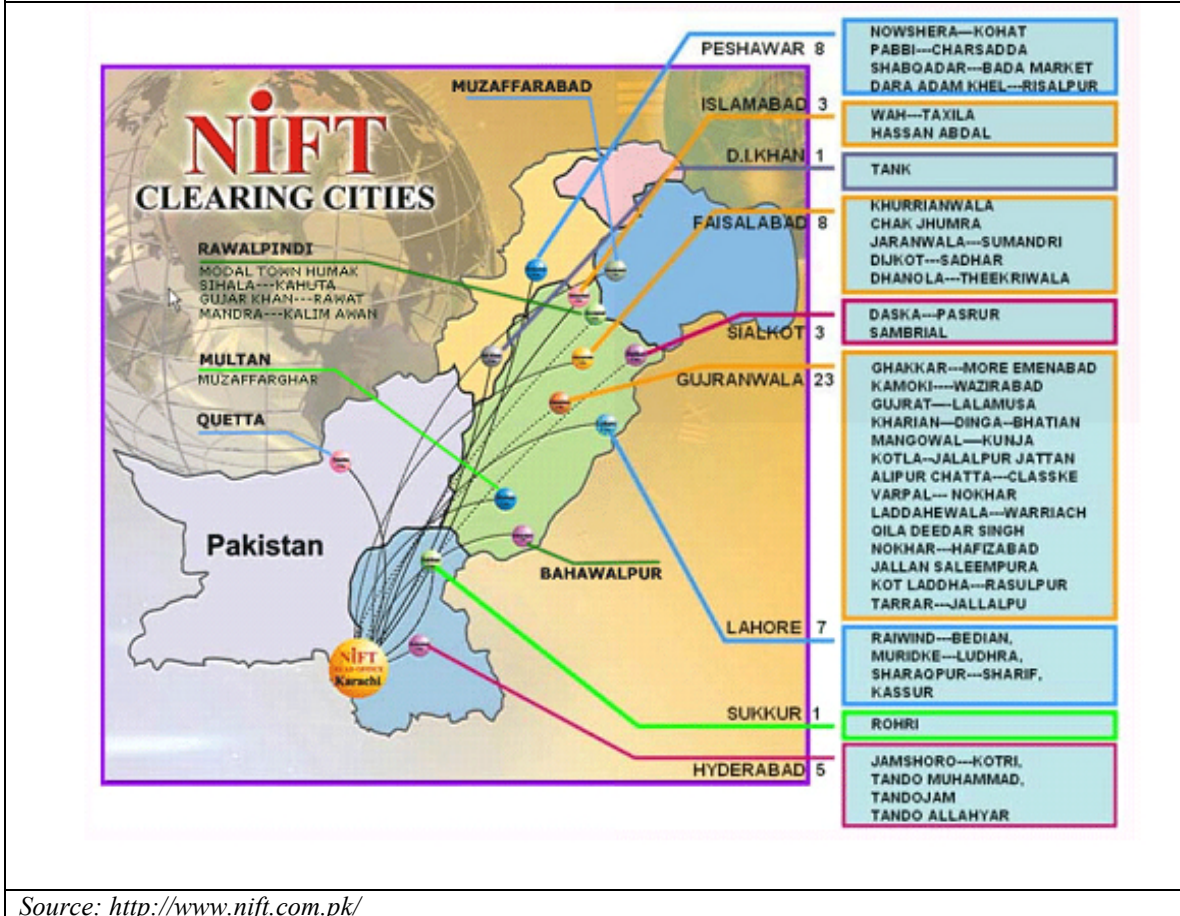 NiFT
CLEARING CITIES
MUZAFFARABAD
RAWALPINDI
MODAL TOWN HUMAK
SIHALA---KAHUTA
GUJAR KHAN---RAWAT
MANDRA---KALIM AWAN
MULTAN
MUZAFFARGHAR
QUETTA
Pakistan
BAHAWALPUR
NiFT
Karachi
PESHAWAR 8
NOWSHERA—KOHAT
PABBI---CHARSADDA
SHABQADAR---BADA MARKET
DARA ADAM KHEL---RISALPUR
ISLAMABAD 3
WAH---TAXILA
HASSAN ABDAL
D.I.KHAN 1
TANK
FAISALABAD 8
KHURRIANWALA
CHAK JHUMRA
JARANWALA---SUMANDRI
DIJKOT---SADHAR
DHANOLA---THEEKRIWALA
SIALKOT 3
DASKA---PASRUR
SAMBRIAL
GUJRANWALA 23
GHAKKAR---MORE EMENABAD
KAMOKI----WAZIRABAD
GUJRAT----LALAMUSA
KHARIAN---DINGA--BHATIAN
MANGOWAL—KUNJA
KOTLA--JALALPUR JATTAN
ALIPUR CHATTA---CLASSKE
VARPAL--- NOKHAR
LADDAHEWALA---WARRIACH
QILA DEEDAR SINGH
NOKHAR---HAFIZABAD
JALLAN SALEEMPURA
KOT LADDHA---RASULPUR
TARRAR---JALLALPU
LAHORE 7
RAIWIND---BEDIAN,
MURIDKE---LUDHRA,
SHARAQPUR---SHARIF,
KASSUR
SUKKUR 1
ROHRI
HYDERABAD 5
JAMSHORO---KOTRI,
TANDO MUHAMMAD,
TANDOJAM
TANDO ALLAHYAR
Source: http://www.nift.com.pk/